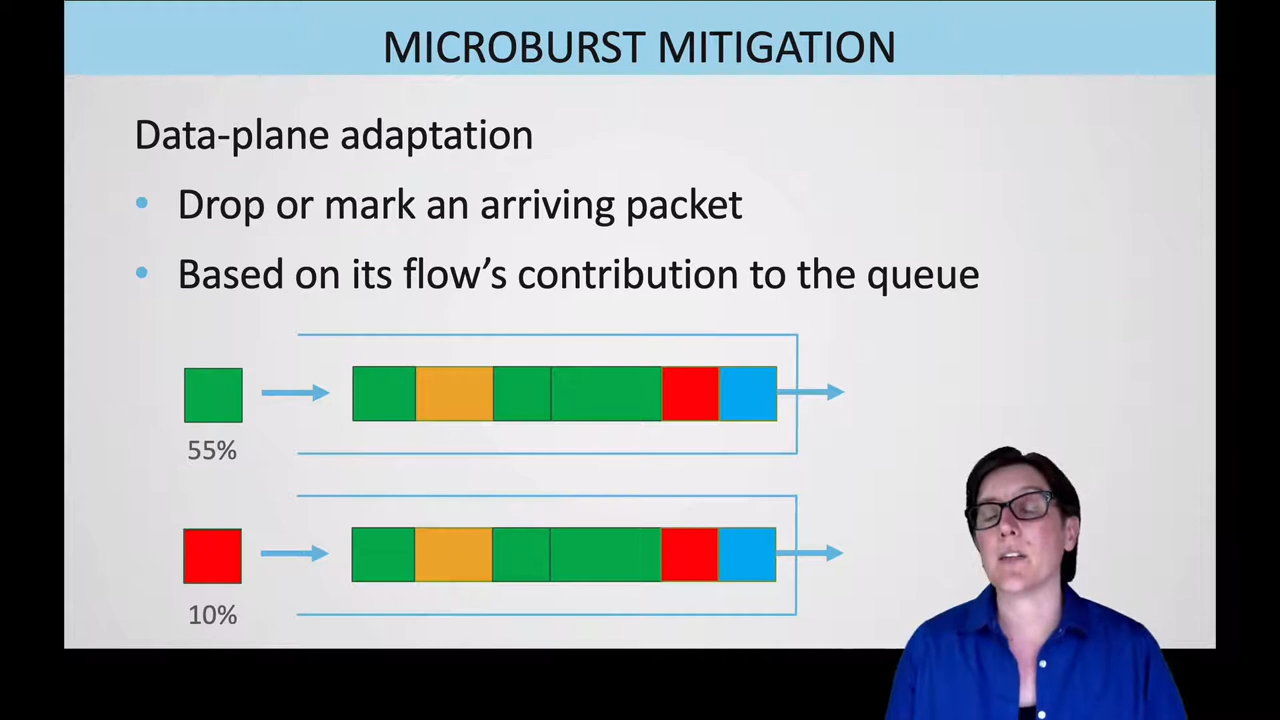 MICROBURST MITIGATION
Data-plane adaptation
• Drop or mark an arriving packet
• Based on its flow’s contribution to the queue
55%
10%